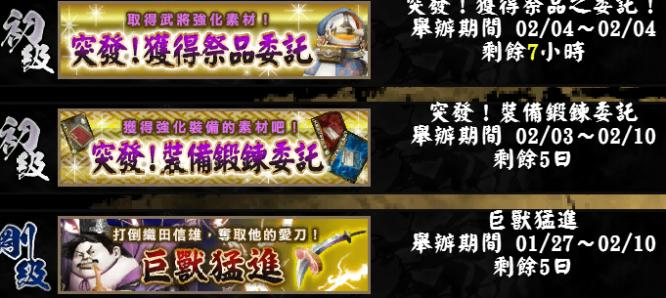 初級
取得武將強化素材！
突發！獲得祭品委託
突發！獲得祭品之委託！
舉辦期間 02/04～02/04
剩餘7小時
初級
獲得強化裝備的素材吧！
突發！裝備鍛鍊委託
突發！裝備鍛鍊委託
舉辦期間 02/03～02/10
剩餘5日
剛級
打倒織田信雄，奪取他的愛刀！
巨獸猛進
巨獸猛進
舉辦期間 01/27～02/10
剩餘5日